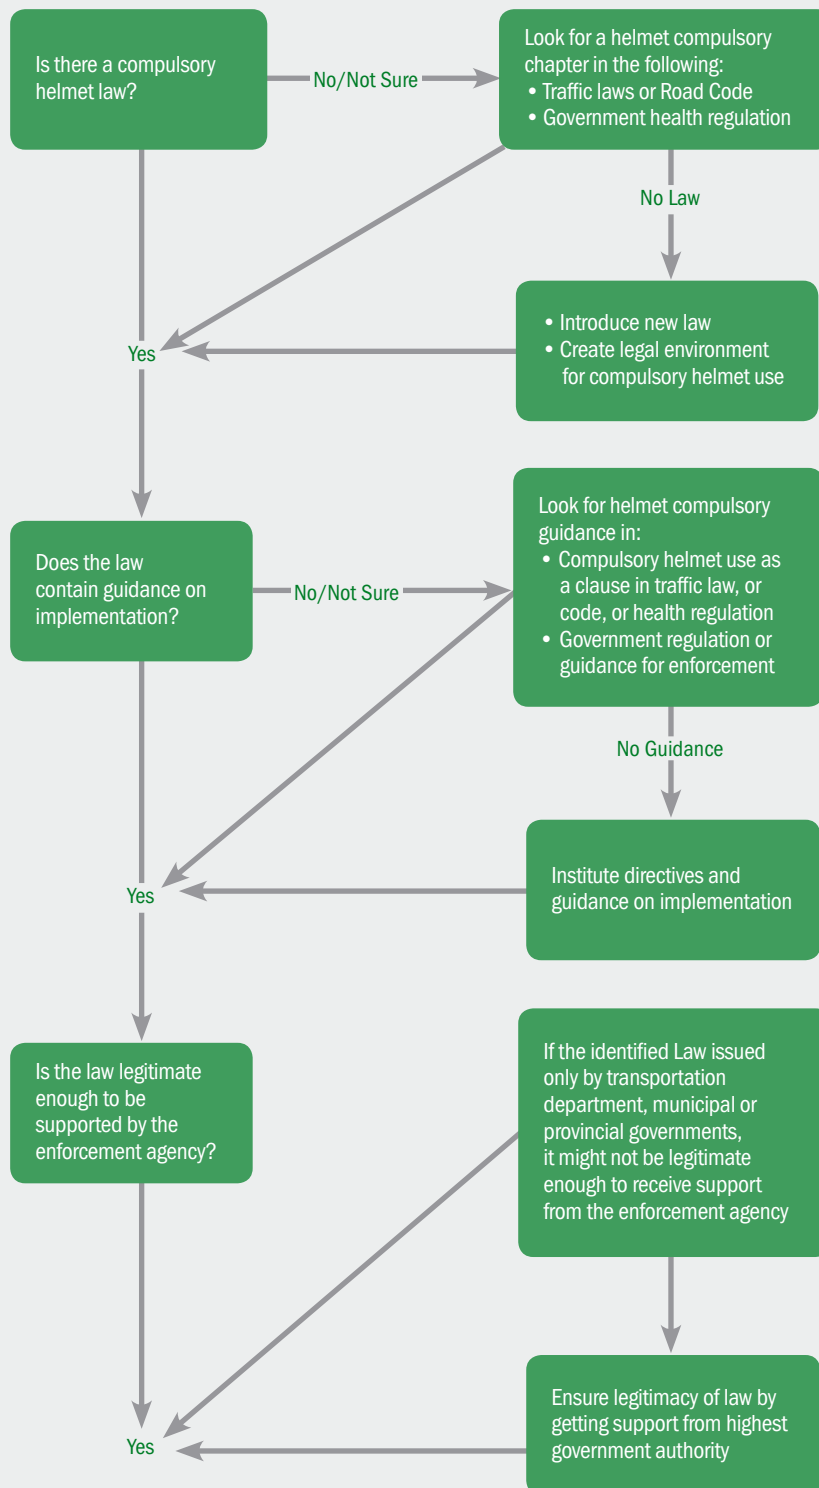 Is there a compulsory
helmet law?
No/Not Sure
Look for a helmet compulsory
chapter in the following:
• Traffic laws or Road Code
• Government health regulation
No Law
• Introduce new law
• Create legal environment
for compulsory helmet use
Yes
Does the law
contain guidance on
implementation?
No/Not Sure
Look for helmet compulsory
guidance in:
• Compulsory helmet use as
a clause in traffic law, or
code, or health regulation
• Government regulation or
guidance for enforcement
No Guidance
Institute directives and
guidance on implementation
Yes
Is the law legitimate
enough to be
supported by the
enforcement agency?
If the identified Law issued
only by transportation
department, municipal or
provincial governments,
it might not be legitimate
enough to receive support
from the enforcement agency
Ensure legitimacy of law by
getting support from highest
government authority
Yes